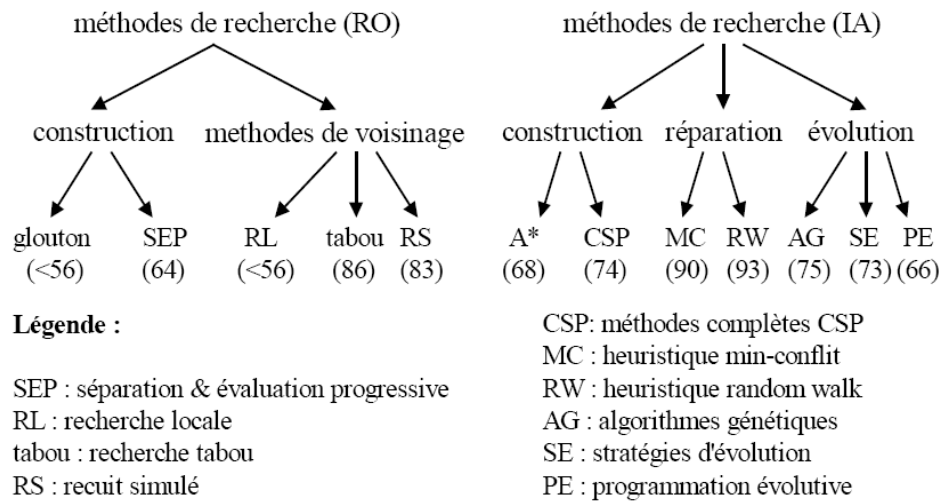 méthodes de recherche (RO)
méthodes de recherche (IA)
construction methodes de voisinage
construction réparation évolution
glouton SEP RL tabou RS
(<56) (64) (<56) (86) (83)
A* CSP MC RW AG SE PE
(68) (74) (90) (93) (75) (73) (66)
Légende :
SEP : séparation & évaluation progressive
RL : recherche locale
tabou : recherche tabou
RS : recuit simulé
CSP: méthodes complètes CSP
MC : heuristique min-conflit
RW : heuristique random walk
AG : algorithmes génétiques
SE : stratégies d'évolution
PE : programmation évolutive